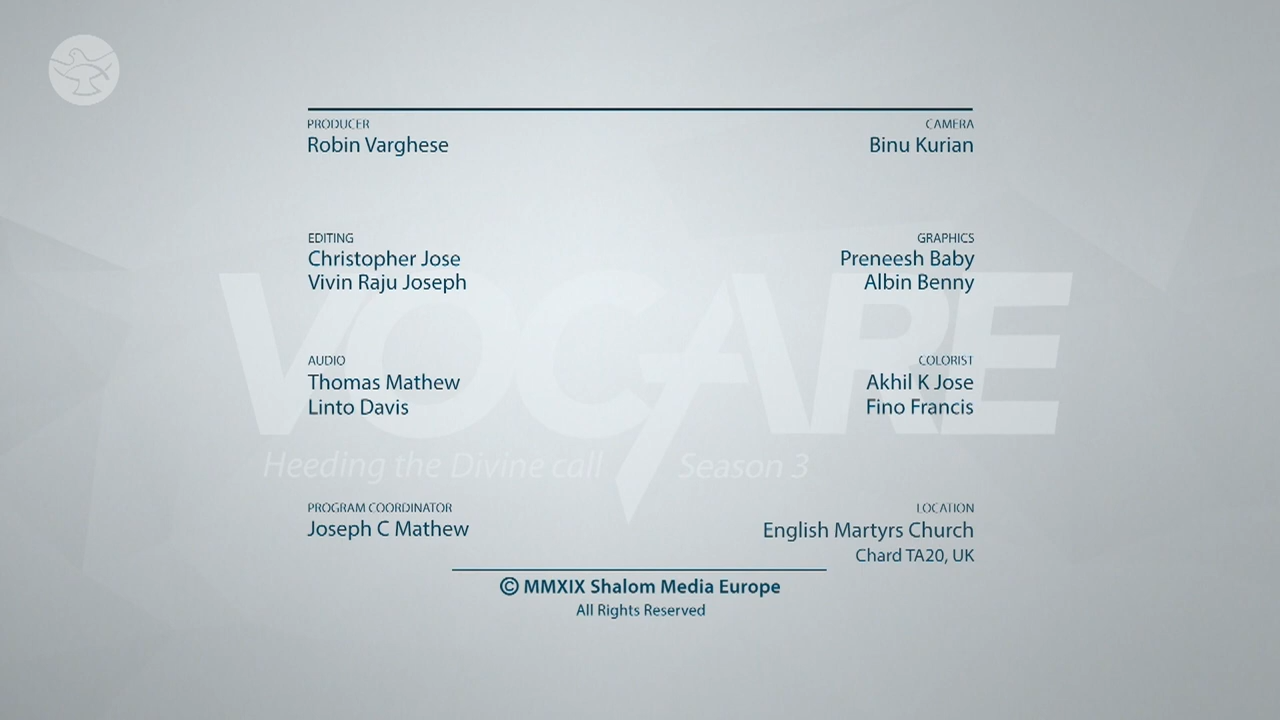 PRODUCER
Robin Varghese
CAMERA
Binu Kurian
EDITING
Christopher Jose
Vivin Raju Joseph
GRAPHICS
Preneesh Baby
Albin Benny
VOCARE
AUDIO
Thomas Mathew
Linto Davis
COLORIST
Akhil K Jose
Fino Francis
Heeding the Divine call Season 3
PROGRAM COORDINATOR
Joseph C Mathew
LOCATION
English Martyrs Church
Chard TA20, UK
© MMXIX Shalom Media Europe
All Rights Reserved